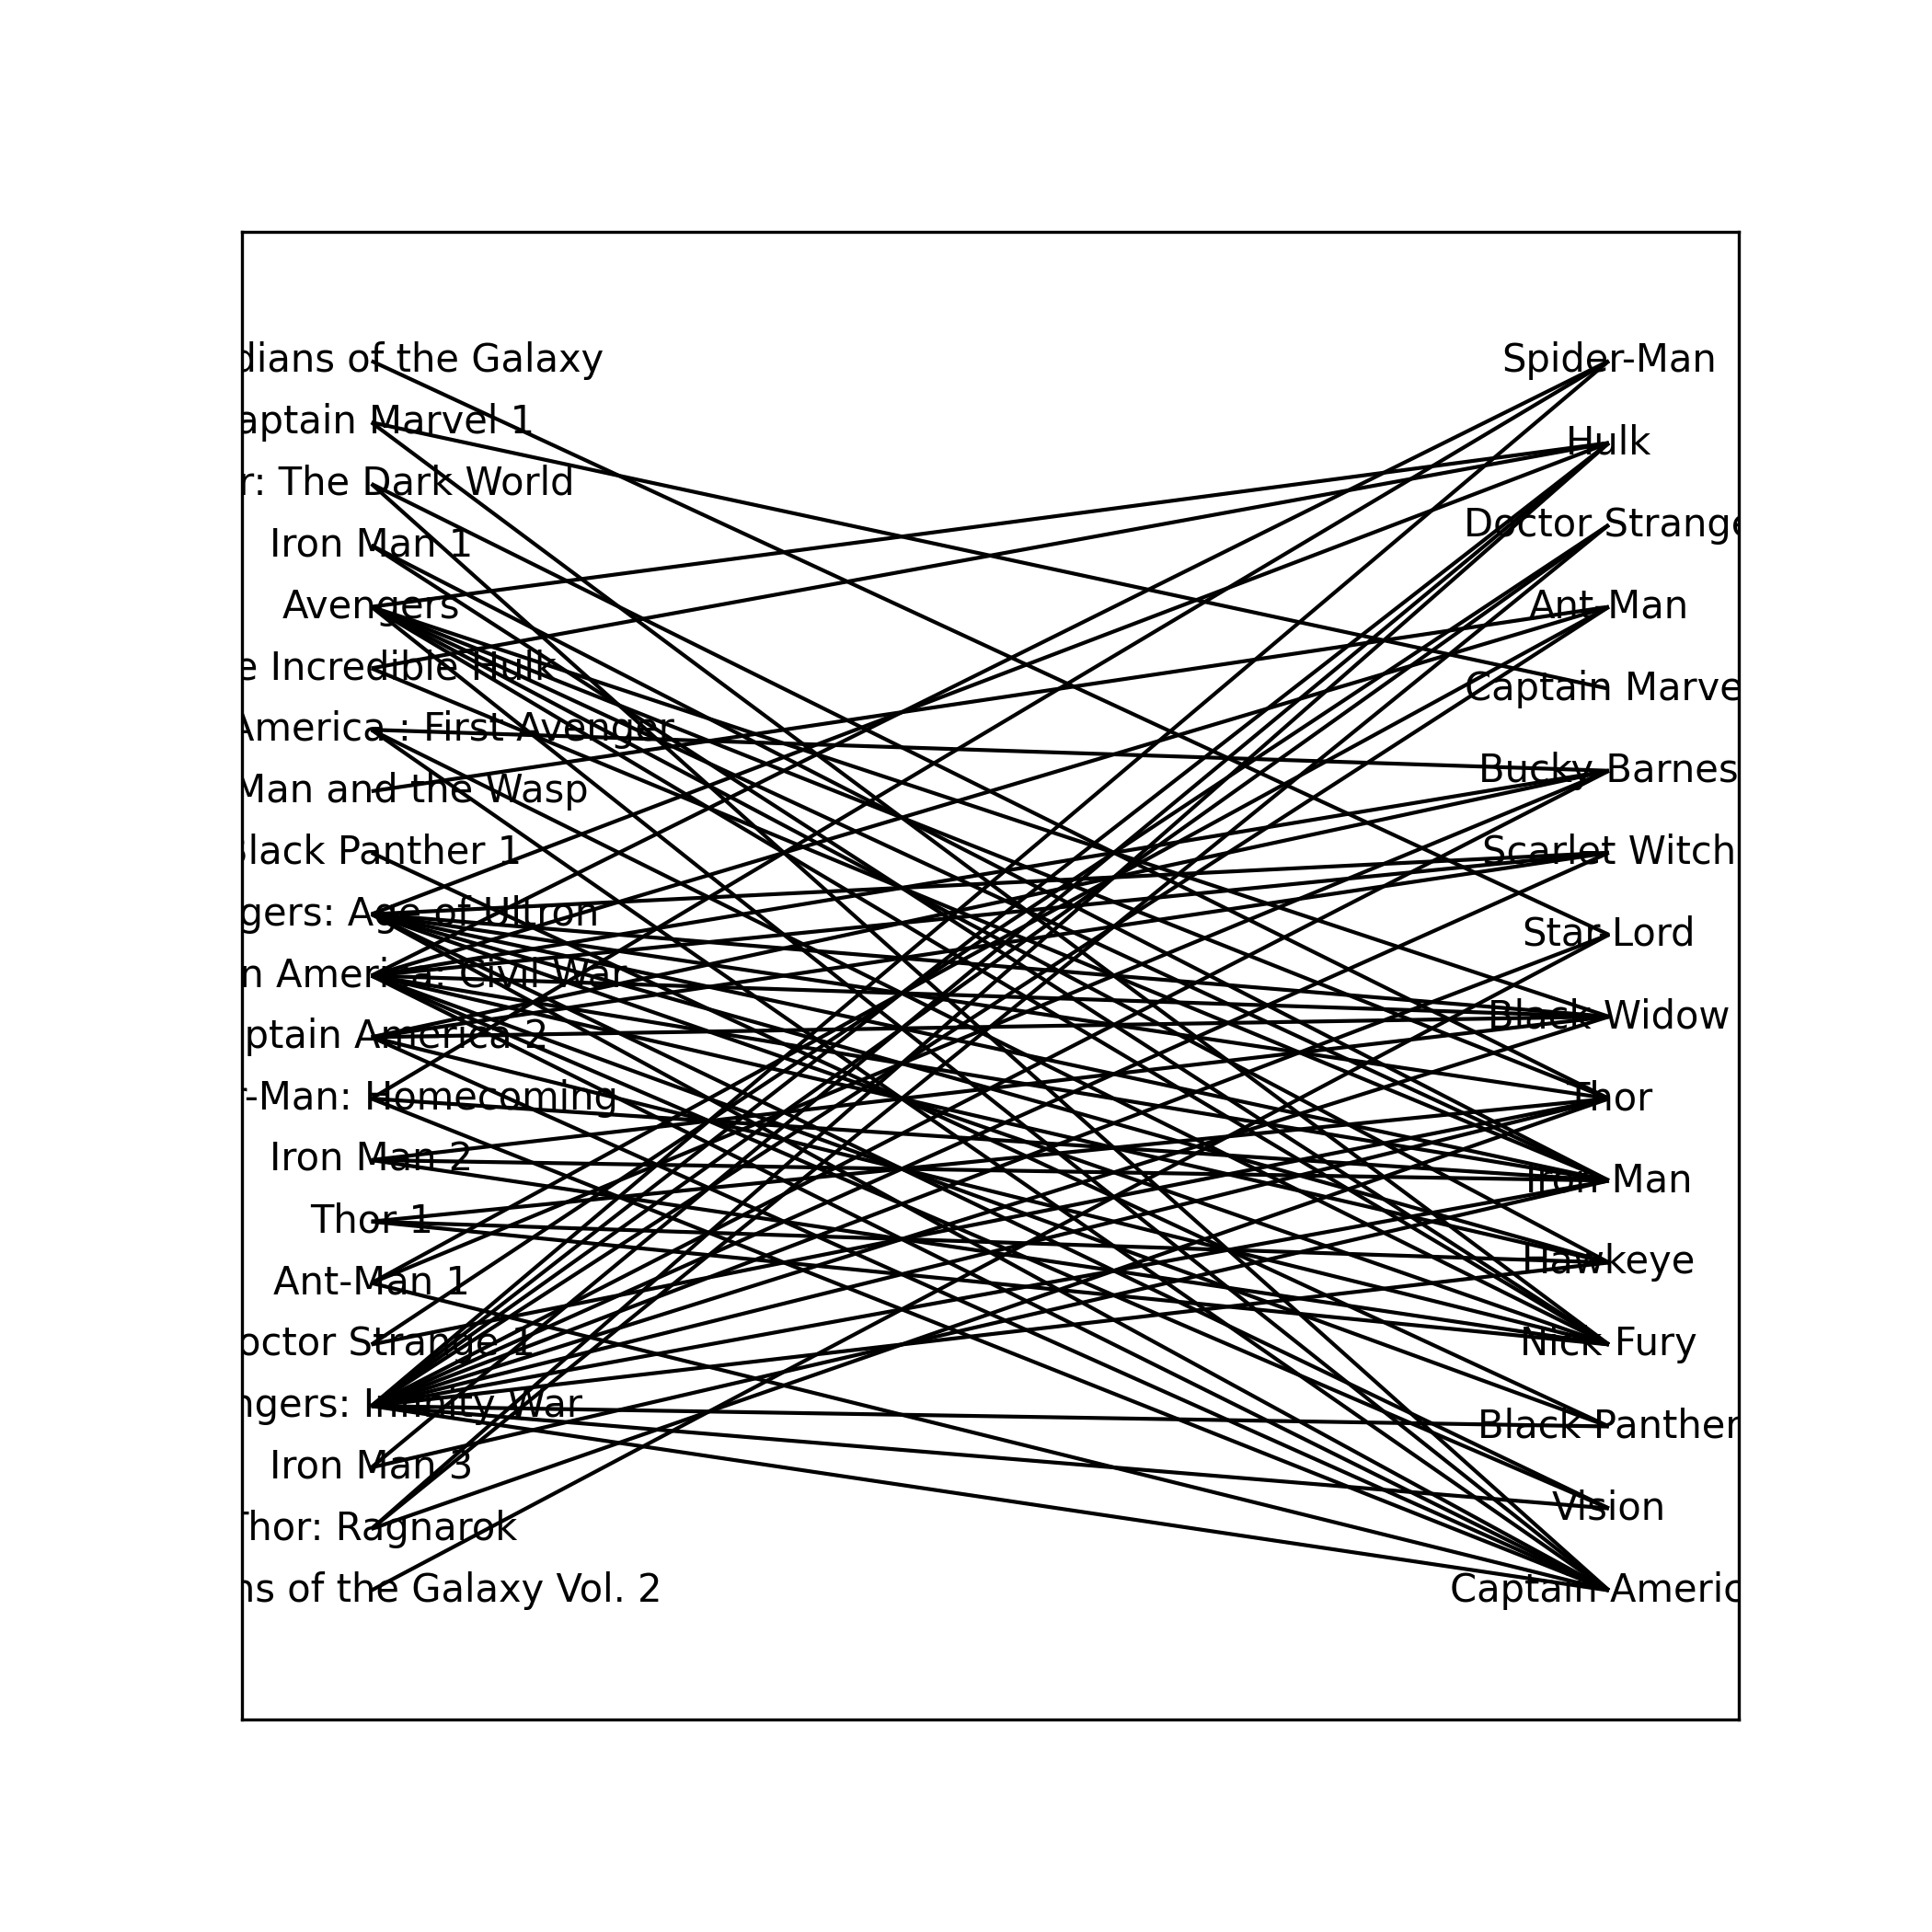 dians of the Galaxy
aptain Marvel 1
r: The Dark World
Iron Man 1
Avengers
e Incredible Hulk
America : First Avenger
Man and the Wasp
Black Panther 1
gers: Age of Ultron
n America: Civil War
ptain America 2
r-Man: Homecoming
Iron Man 2
Thor 1
Ant-Man 1
octor Strange 1
ngers: Infinity War
Iron Man 3
Thor: Ragnarok
ns of the Galaxy Vol. 2
Spider-Man
Hulk
Doctor Strange
Ant-Man
Captain Marve
Bucky Barnes
Scarlet Witch
Star Lord
Black Widow
Thor
Iron Man
Hawkeye
Nick Fury
Black Panther
Vision
Captain Americ